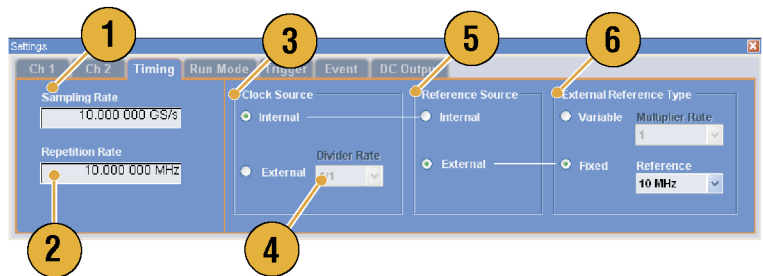 1
3
5
6
Settings
Ch 1 Ch 2 Timing Run Mode Trigger Event DC Output
Sampling Rate
10.000 000 GS/s
Repetition Rate
10.000 000 MHz
2
Clock Source
Internal
External
Divider Rate
1/1
4
Reference Source
Internal
External
External Reference Type
Variable
Multiplier Rate
1
Fixed
Reference
10 MHz